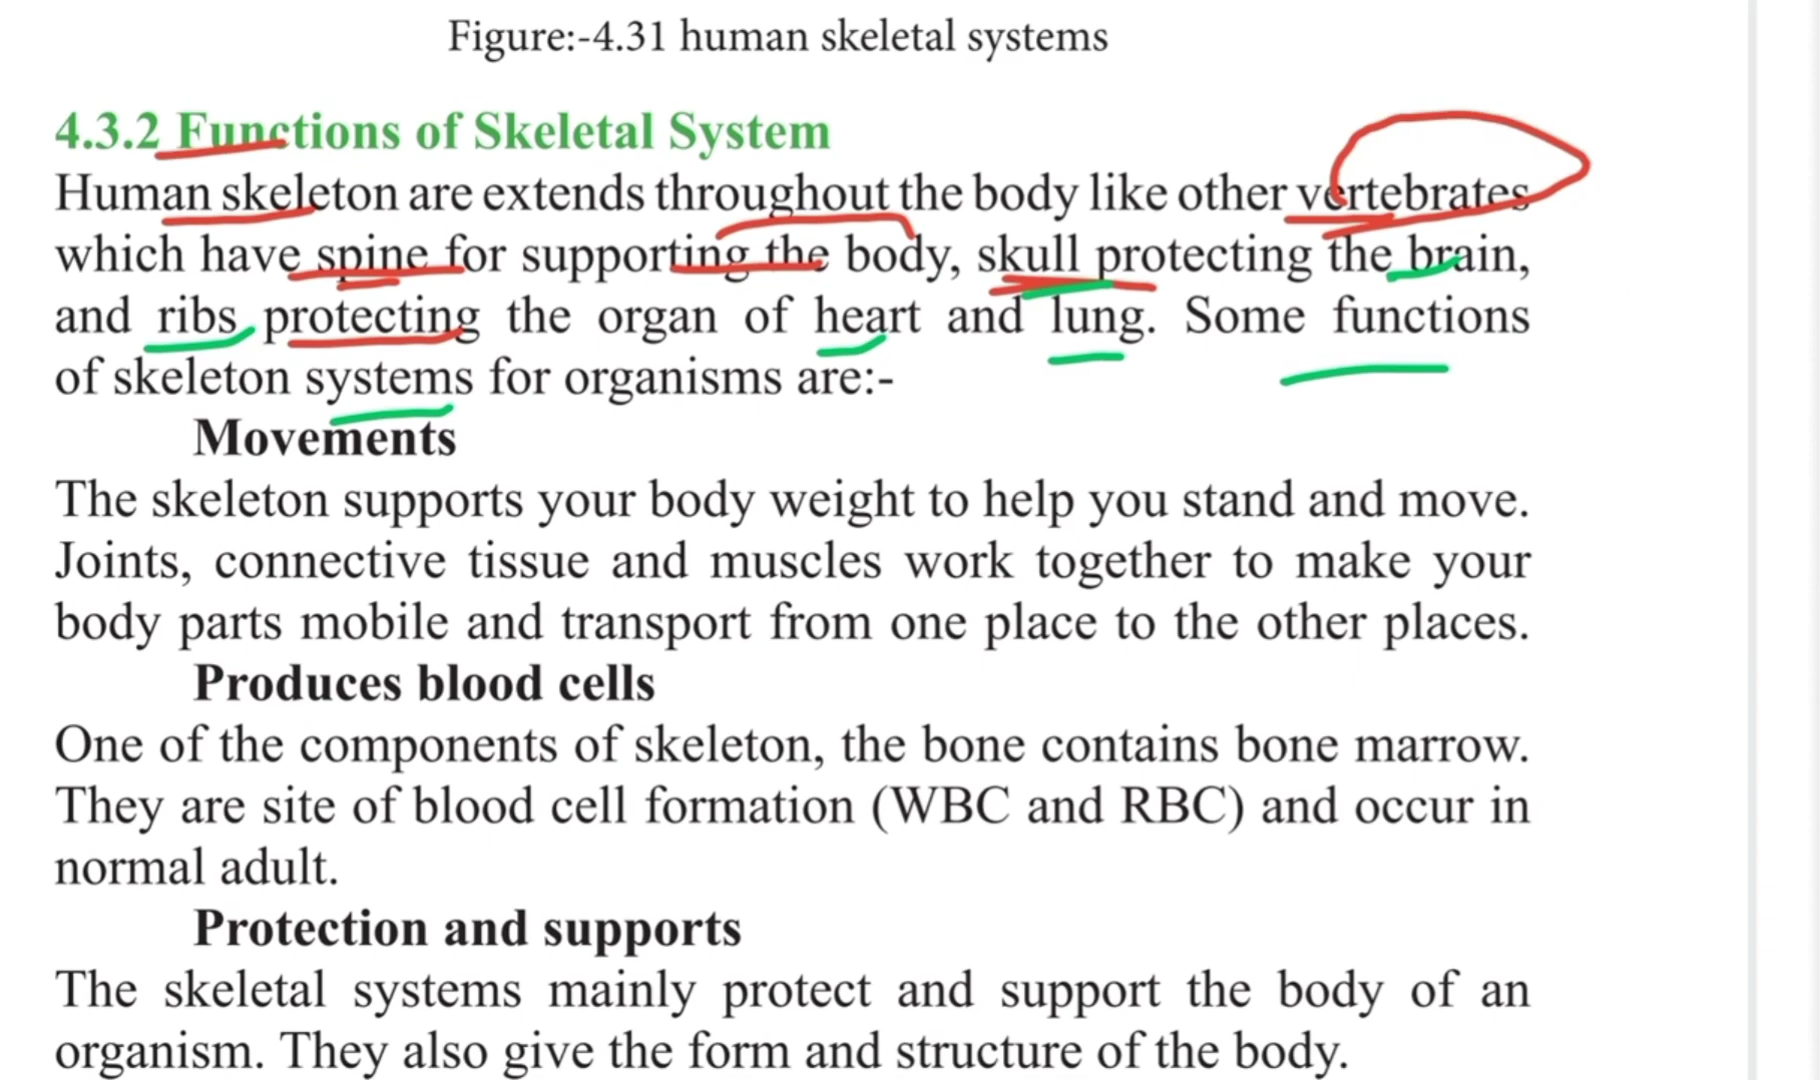 Figure:-4.31 human skeletal systems
4.3.2 Functions of Skeletal System
Human skeleton are extends throughout the body like other vertebrates
which have spine for supporting the body, skull protecting the brain,
and ribs protecting the organ of heart and lung. Some functions
of skeleton systems for organisms are:-
Movements
The skeleton supports your body weight to help you stand and move.
Joints, connective tissue and muscles work together to make your
body parts mobile and transport from one place to the other places.
Produces blood cells
One of the components of skeleton, the bone contains bone marrow.
They are site of blood cell formation (WBC and RBC) and occur in
normal adult.
Protection and supports
The skeletal systems mainly protect and support the body of an
organism. They also give the form and structure of the body.